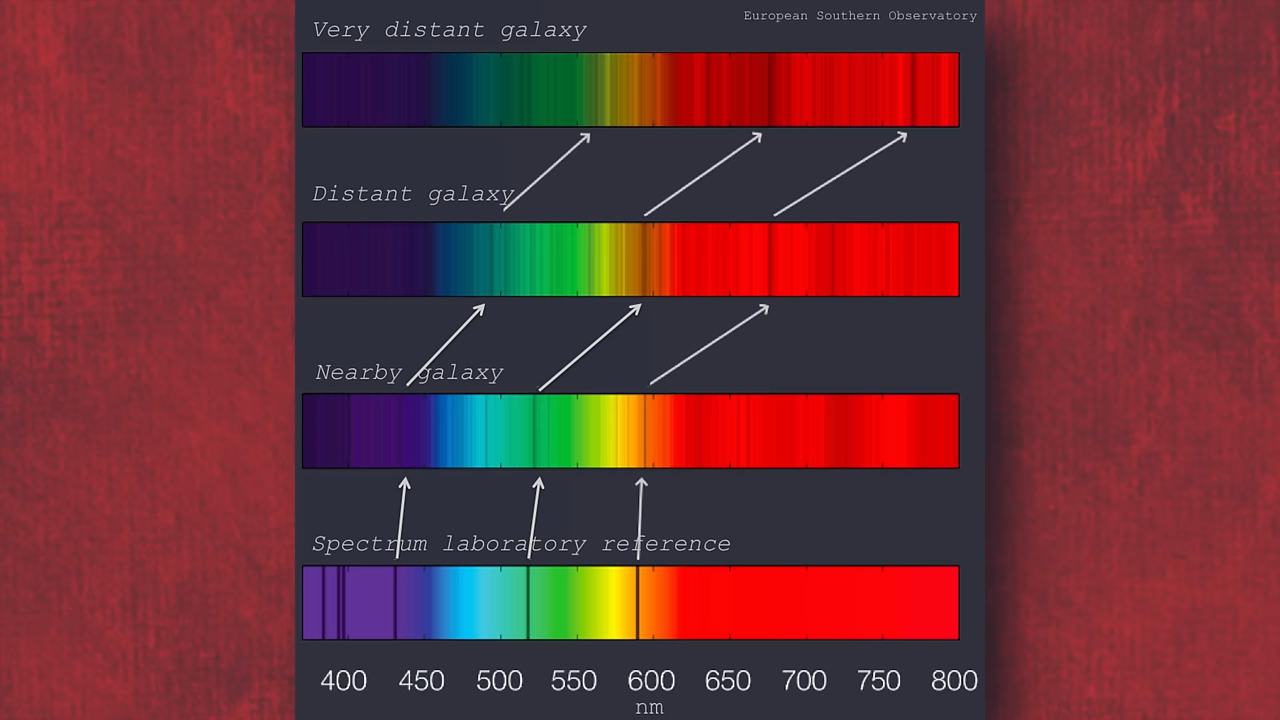 European Southern Observatory
Very distant galaxy
Distant galaxy
Nearby galaxy
Spectrum laboratory reference
400 450 500 550 600 650 700 750 800
nm